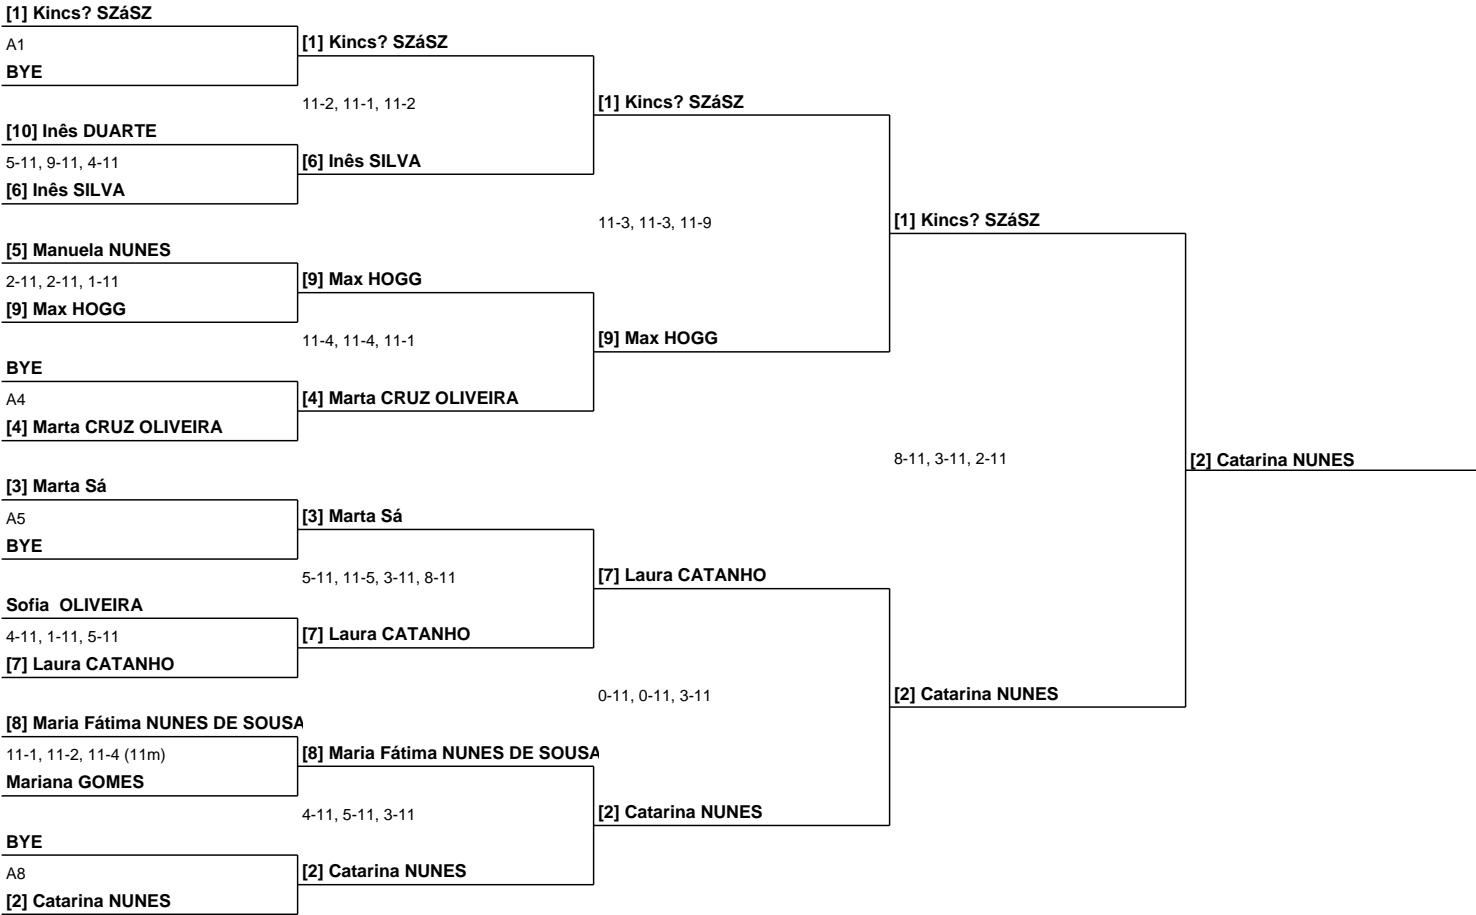 [1] Kincs? SZáSZ
A1
BYE
[10] Inês DUARTE
5-11, 9-11, 4-11
[6] Inês SILVA
[5] Manuela NUNES
2-11, 2-11, 1-11
[9] Max HOGG
BYE
A4
[4] Marta CRUZ OLIVEIRA
[3] Marta Sá
A5
BYE
Sofia  OLIVEIRA
4-11, 1-11, 5-11
[7] Laura CATANHO
[8] Maria Fátima NUNES DE SOUSA
11-1, 11-2, 11-4 (11m)
Mariana GOMES
BYE
A8
[2] Catarina NUNES
[1] Kincs? SZáSZ
11-2, 11-1, 11-2
[6] Inês SILVA
[9] Max HOGG
11-4, 11-4, 11-1
[4] Marta CRUZ OLIVEIRA
[3] Marta Sá
5-11, 11-5, 3-11, 8-11
[7] Laura CATANHO
[8] Maria Fátima NUNES DE SOUSA
4-11, 5-11, 3-11
[2] Catarina NUNES
[1] Kincs? SZáSZ
11-3, 11-3, 11-9
[9] Max HOGG
[7] Laura CATANHO
0-11, 0-11, 3-11
[2] Catarina NUNES
[1] Kincs? SZáSZ
8-11, 3-11, 2-11
[2] Catarina NUNES
[2] Catarina NUNES